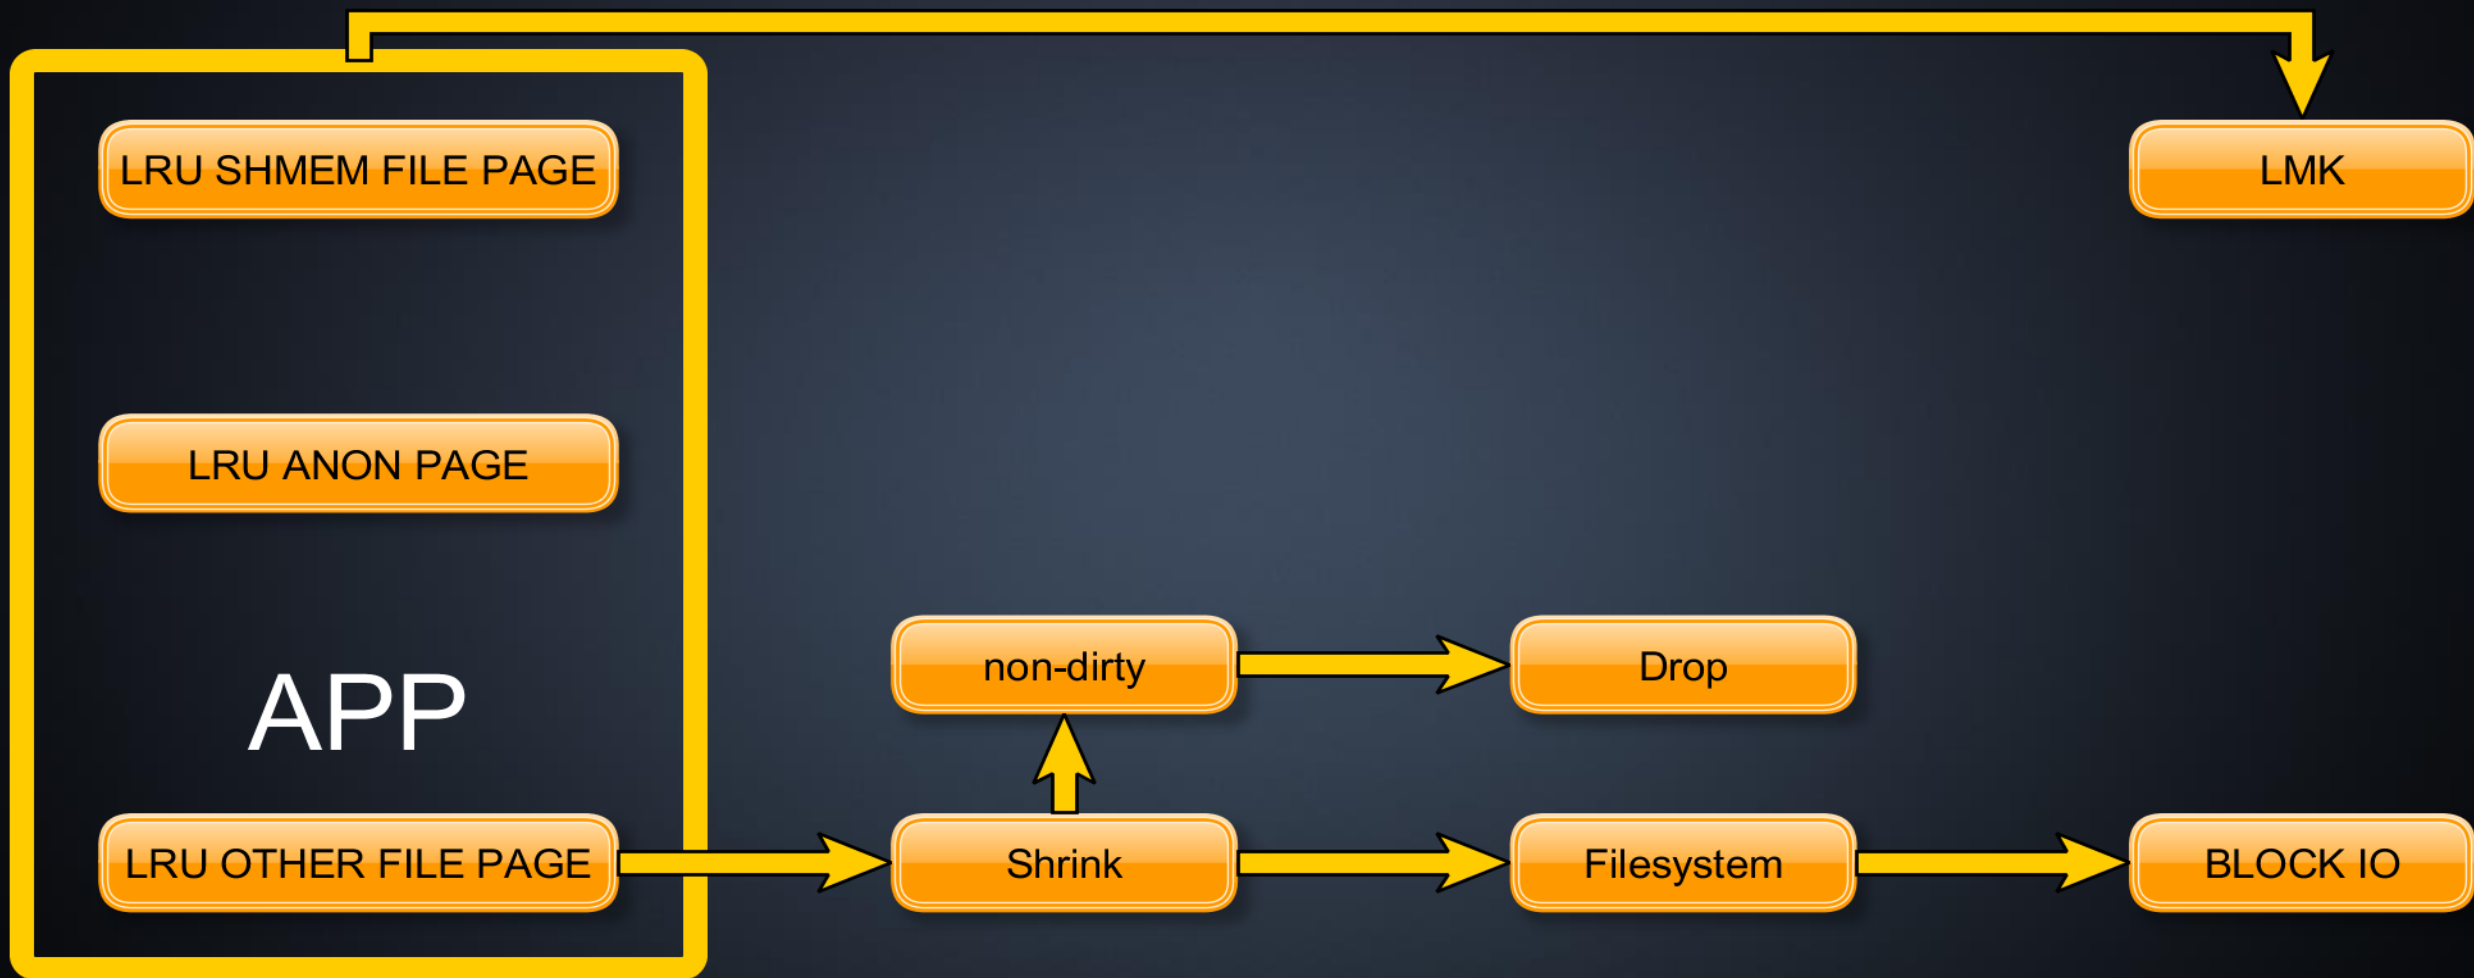 LRU SHMEM FILE PAGE
LMK
LRU ANON PAGE
non-dirty
Drop
APP
LRU OTHER FILE PAGE
Shrink
Filesystem
BLOCK IO